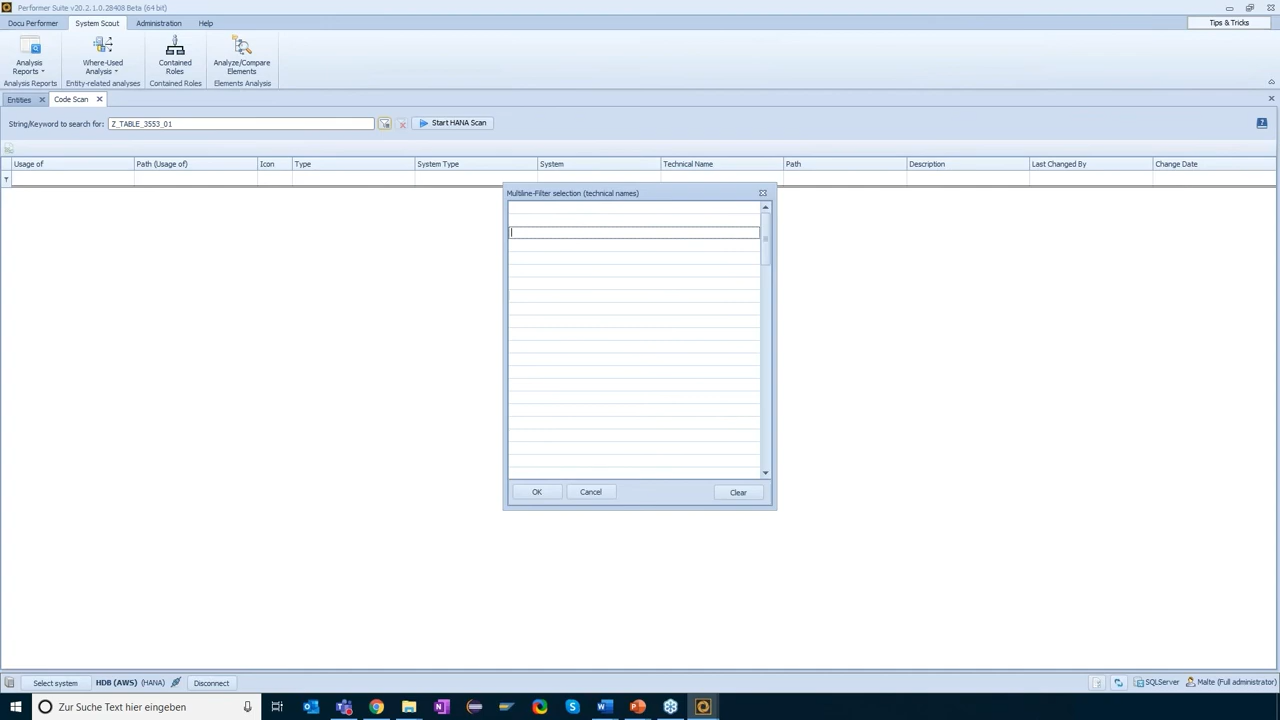 Performer Suite v20.2.1.0.28408 Beta (64 bit)
Docu Performer System Scout Administration Help Tips & Tricks
Analysis Reports
Where-Used Analysis
Contained Roles
Analyze/Compare Elements
Analysis Reports Entity-related analyses Contained Roles Elements Analysis
Entities Code Scan
String/Keyword to search for: Z_TABLE_3553_01 Start HANA Scan
Usage of Path (Usage of) Icon Type System Type System Technical Name Path Description Last Changed By Change Date
Multiline-Filter selection (technical names)
OK Cancel Clear
Select system HDB (AWS) (HANA) Disconnect SQLServer Malte (Full administrator)
Zur Suche Text hier eingeben